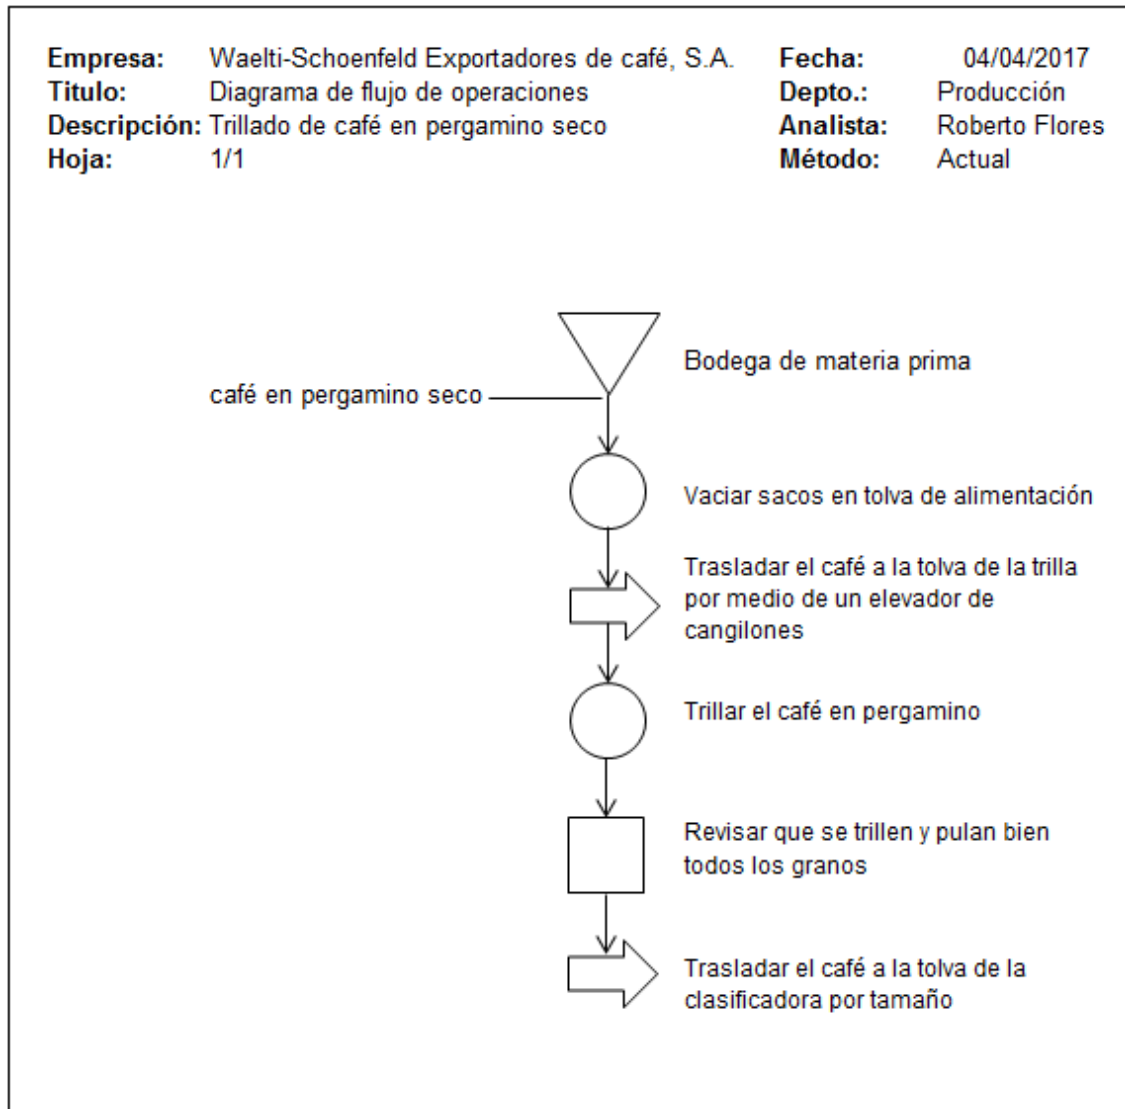 Empresa: Waelti-Schoenfeld Exportadores de café, S.A. Fecha: 04/04/2017
Titulo: Diagrama de flujo de operaciones Depto.: Producción
Descripción: Trillado de café en pergamino seco Analista: Roberto Flores
Hoja: 1/1 Método: Actual
Bodega de materia prima
café en pergamino seco
Vaciar sacos en tolva de alimentación
Trasladar el café a la tolva de la trilla
por medio de un elevador de
cangilones
Trillar el café en pergamino
Revisar que se trillen y pulan bien
todos los granos
Trasladar el café a la tolva de la
clasificadora por tamaño